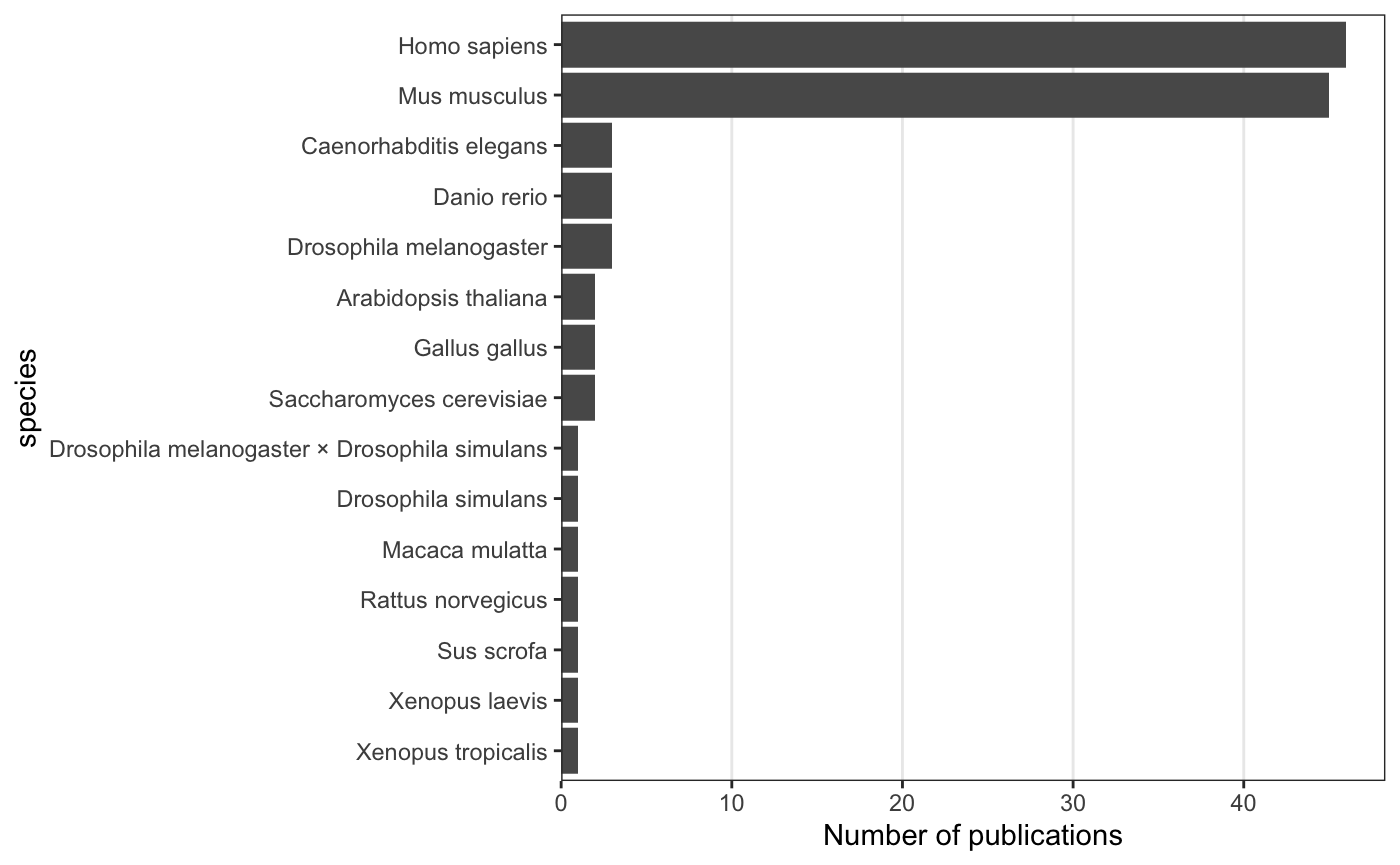 Homo sapiens
Mus musculus
Caenorhabditis elegans
Danio rerio
Drosophila melanogaster
Arabidopsis thaliana
Gallus gallus
Saccharomyces cerevisiae
Drosophila melanogaster × Drosophila simulans
Drosophila simulans
Macaca mulatta
Rattus norvegicus
Sus scrofa
Xenopus laevis
Xenopus tropicalis
species
0 10 20 30 40
Number of publications